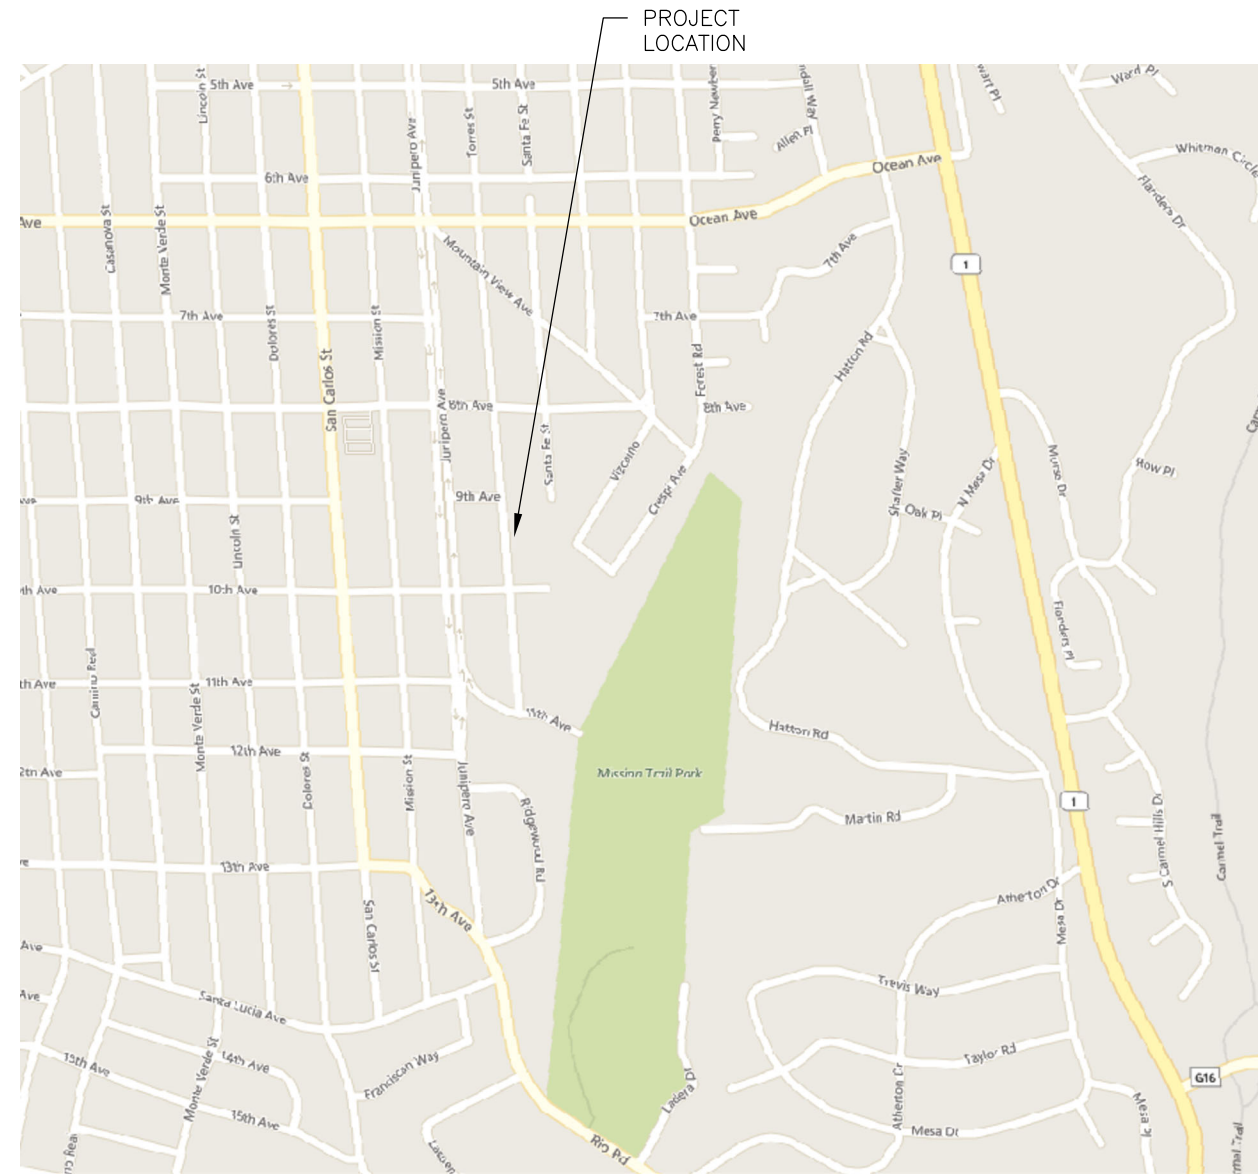 PROJECT
LOCATION
5th Ave
5th Ave
Lincoln St
Junipero Ave
Torres St
Santa Fe St
Allen Pl
Ward Pl
Whitman Circle
Flanders Dr
6th Ave
Ocean Ave
Ave
Ocean Ave
Casanova St
Monte Verde St
Mountain View Ave
7th Ave
1
7th Ave
7th Ave
Dolores St
Mission St
San Carlos St
Hatton Rd
Forest Rd
8th Ave
8th Ave
Junipero Ave
Santa Fe St
Vizcaino
Crespi Ave
Shafter Way
N Mesa Dr
Morse Dr
How Pl
9th Ave
9th Ave
Oak Pl
Lincoln St
10th Ave
Flanders Pl
Camino Real
11th Ave
th Ave
Monte Verde St
11th Ave
Hatton Rd
12th Ave
Mission Trail Park
Dolores St
Mission St
Junipero Ave
Ridgewood Rd
Martin Rd
1
S Carmel Hills Dr
Carmel Trail
13th Ave
13th Ave
Atherton Dr
Mesa Dr
San Carlos St
Ave
Ave
Santa Lucia Ave
Trevis Way
14th Ave
15th Ave
Monte Verde St
Franciscan Way
Taylor Rd
G16
Ladera Dr
Atherton Dr
15th Ave
Mesa Dr
Rio Rd